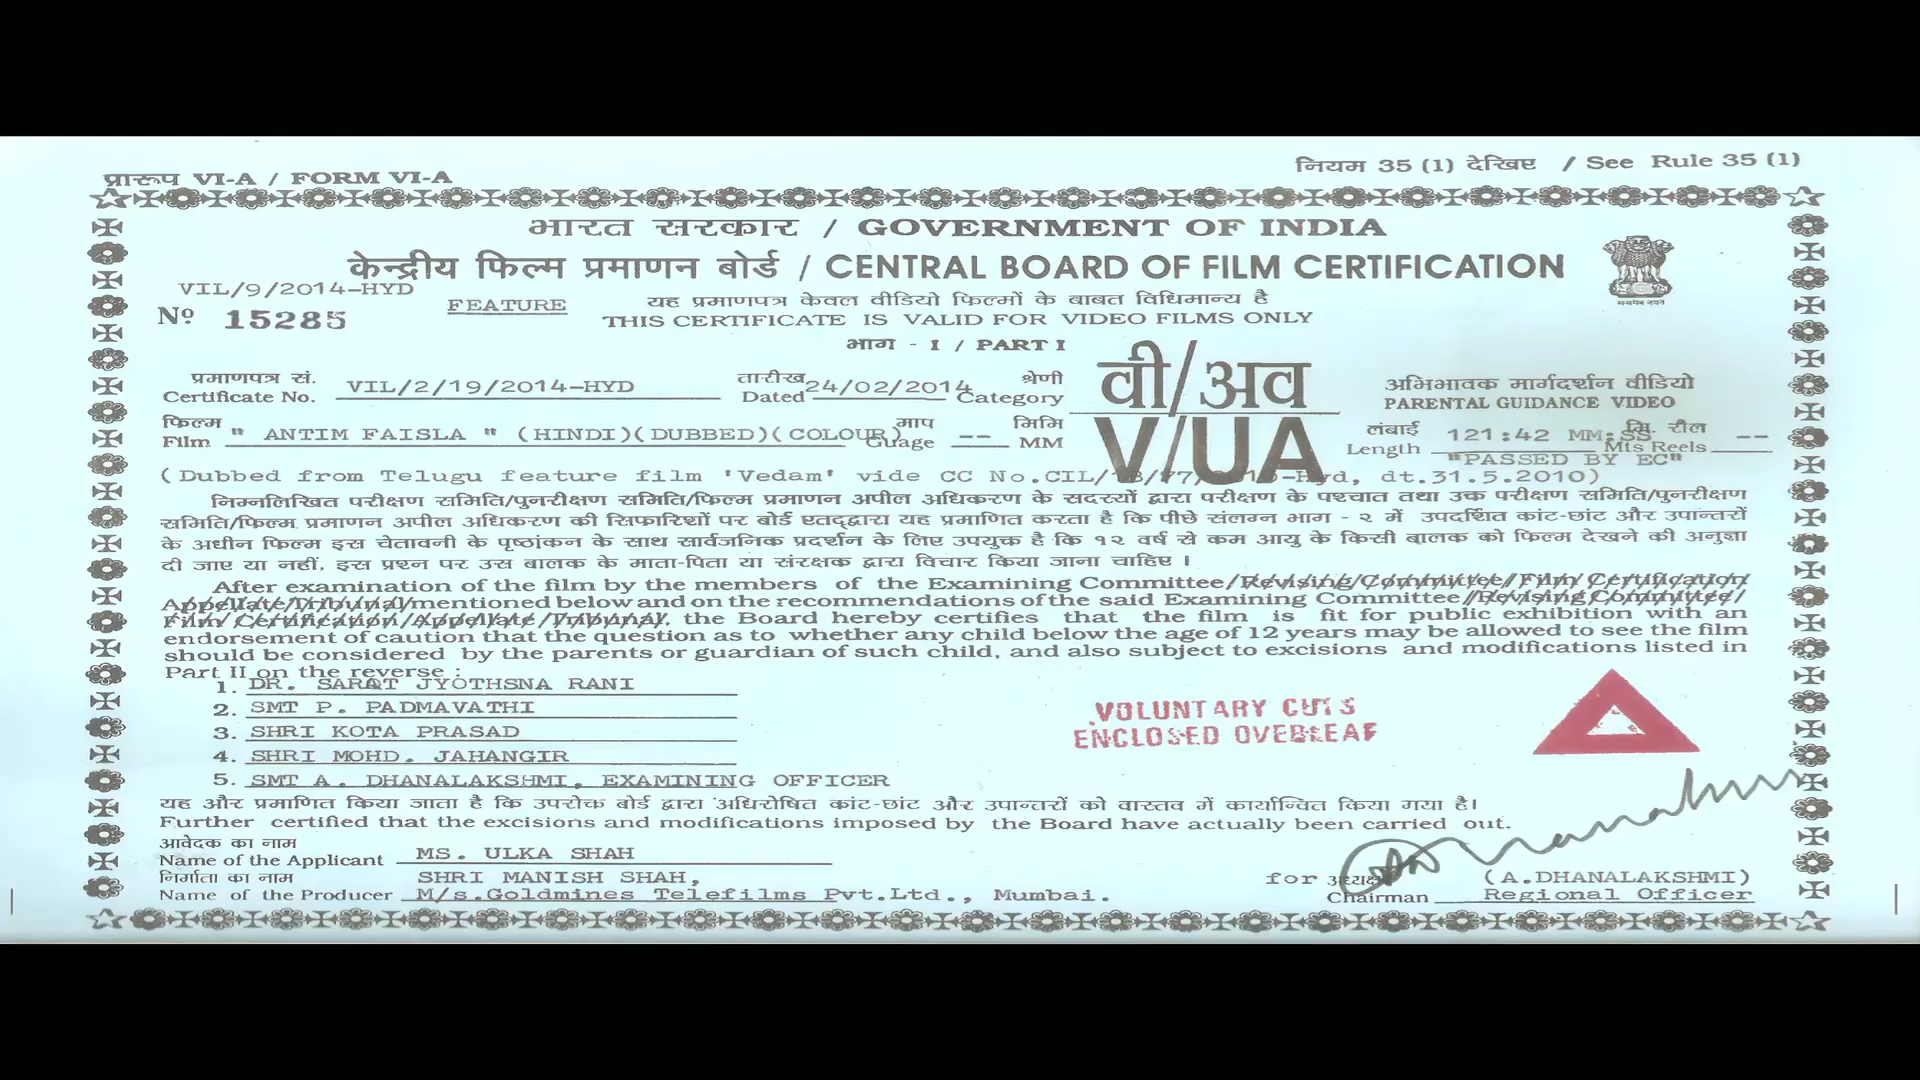 प्रारूप VI-A / FORM VI-A
नियम 35 (1) देखिए / See Rule 35 (1)
भारत सरकार / GOVERNMENT OF INDIA
केन्द्रीय फिल्म प्रमाणन बोर्ड / CENTRAL BOARD OF FILM CERTIFICATION
सत्यमेव जयते
VIL/9/2014-HYD
Nº 15285
FEATURE
यह प्रमाणपत्र केवल वीडियो फिल्मों के बाबत विधिमान्य है
THIS CERTIFICATE IS VALID FOR VIDEO FILMS ONLY
भाग - I / PART I
प्रमाणपत्र सं.
Certificate No. VIL/2/19/2014-HYD
तारीख
Dated 24/02/2014
श्रेणी
Category
वी/अव
V/UA
अभिभावक मार्गदर्शन वीडियो
PARENTAL GUIDANCE VIDEO
फिल्म
Film " ANTIM FAISLA " (HINDI)(DUBBED)(COLOUR)
माप
Guage --
मिमि
MM
लंबाई
Length 121:42 MM:SS
मि. रील
Mts Reels --
"PASSED BY EC"
(Dubbed from Telugu feature film 'Vedam' vide CC No.CIL/ dt.31.5.2010)
निम्नलिखित परीक्षण समिति/पुनरीक्षण समिति/फिल्म प्रमाणन अपील अधिकरण के सदस्यों द्वारा परीक्षण के पश्चात तथा उक्त परीक्षण समिति/पुनरीक्षण
समिति/फिल्म प्रमाणन अपील अधिकरण की सिफारिशों पर बोर्ड एतद्द्वारा यह प्रमाणित करता है कि पीछे संलग्न भाग - २ में उपदर्शित कांट-छांट और उपान्तरों
के अधीन फिल्म इस चेतावनी के पृष्ठांकन के साथ सार्वजनिक प्रदर्शन के लिए उपयुक्त है कि १२ वर्ष से कम आयु के किसी बालक को फिल्म देखने की अनुज्ञा
दी जाए या नहीं, इस प्रश्न पर उस बालक के माता-पिता या संरक्षक द्वारा विचार किया जाना चाहिए ।
After examination of the film by the members of the Examining Committee/Revising/Committee/Film/Certification
Appellate/Tribunal/mentioned below and on the recommendations of the said Examining Committee/Revising Committee/
Film/Certification/Appellate/Tribunal, the Board hereby certifies that the film is fit for public exhibition with an
endorsement of caution that the question as to whether any child below the age of 12 years may be allowed to see the film
should be considered by the parents or guardian of such child, and also subject to excisions and modifications listed in
Part II on the reverse :
1. DR. SARAT JYOTHSNA RANI
2. SMT P. PADMAVATHI
3. SHRI KOTA PRASAD
4. SHRI MOHD. JAHANGIR
5. SMT A. DHANALAKSHMI, EXAMINING OFFICER
VOLUNTARY CUTS
ENCLOSED OVERLEAF
यह और प्रमाणित किया जाता है कि उपरोक्त बोर्ड द्वारा अधिरोषित कांट-छांट और उपान्तरों को वास्तव में कार्यान्वित किया गया है।
Further certified that the excisions and modifications imposed by the Board have actually been carried out.
आवेदक का नाम
Name of the Applicant MS. ULKA SHAH
निर्माता का नाम SHRI MANISH SHAH,
Name of the Producer M/s.Goldmines Telefilms Pvt.Ltd., Mumbai.
for अध्यक्ष (A.DHANALAKSHMI)
Chairman Regional Officer